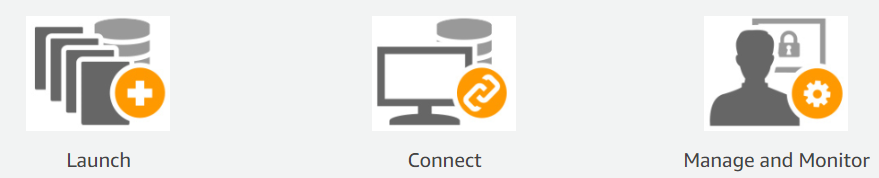 Launch
Connect
Manage and Monitor